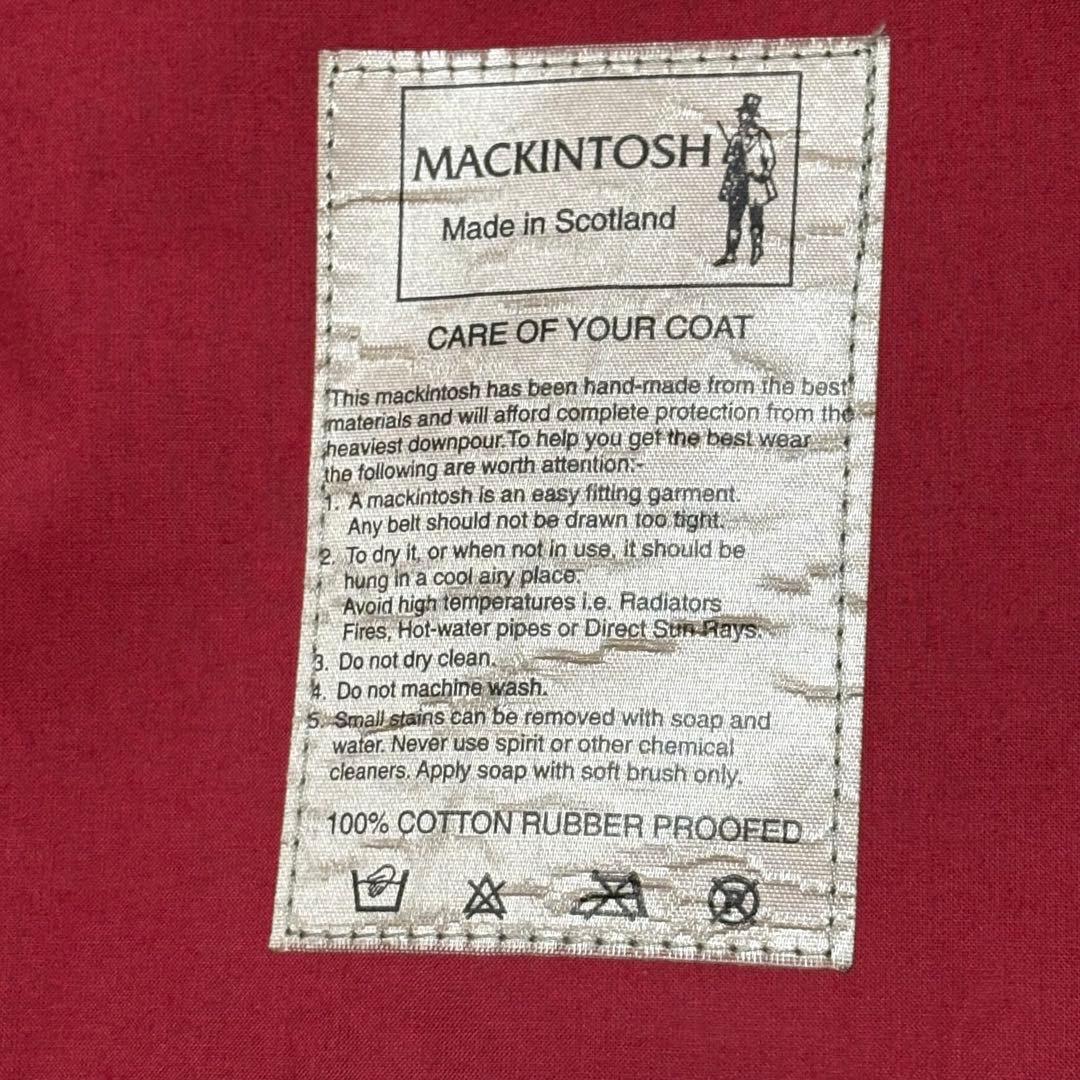 MACKINTOSH
Made in Scotland
CARE OF YOUR COAT
This mackintosh has been hand-made from the best
materials and will afford complete protection from the
heaviest downpour.To help you get the best wear
the following are worth attention:-
1. A mackintosh is an easy fitting garment.
Any belt should not be drawn too tight.
2. To dry it, or when not in use, it should be
hung in a cool airy place.
Avoid high temperatures i.e. Radiators
Fires, Hot-water pipes or Direct Sun Rays.
3. Do not dry clean.
4. Do not machine wash.
5. Small stains can be removed with soap and
water. Never use spirit or other chemical
cleaners. Apply soap with soft brush only.
100% COTTON RUBBER PROOFED
R